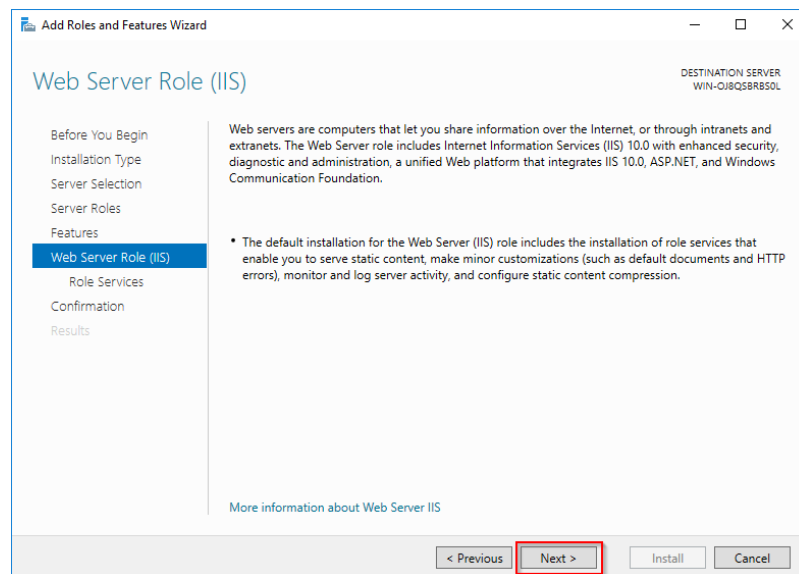 Add Roles and Features Wizard
Web Server Role (IIS)
DESTINATION SERVER
WIN-OJ8QSBRBS0L
Before You Begin
Installation Type
Server Selection
Server Roles
Features
Web Server Role (IIS)
Role Services
Confirmation
Results
Web servers are computers that let you share information over the Internet, or through intranets and
extranets. The Web Server role includes Internet Information Services (IIS) 10.0 with enhanced security,
diagnostic and administration, a unified Web platform that integrates IIS 10.0, ASP.NET, and Windows
Communication Foundation.
• The default installation for the Web Server (IIS) role includes the installation of role services that
enable you to serve static content, make minor customizations (such as default documents and HTTP
errors), monitor and log server activity, and configure static content compression.
More information about Web Server IIS
< Previous
Next >
Install
Cancel